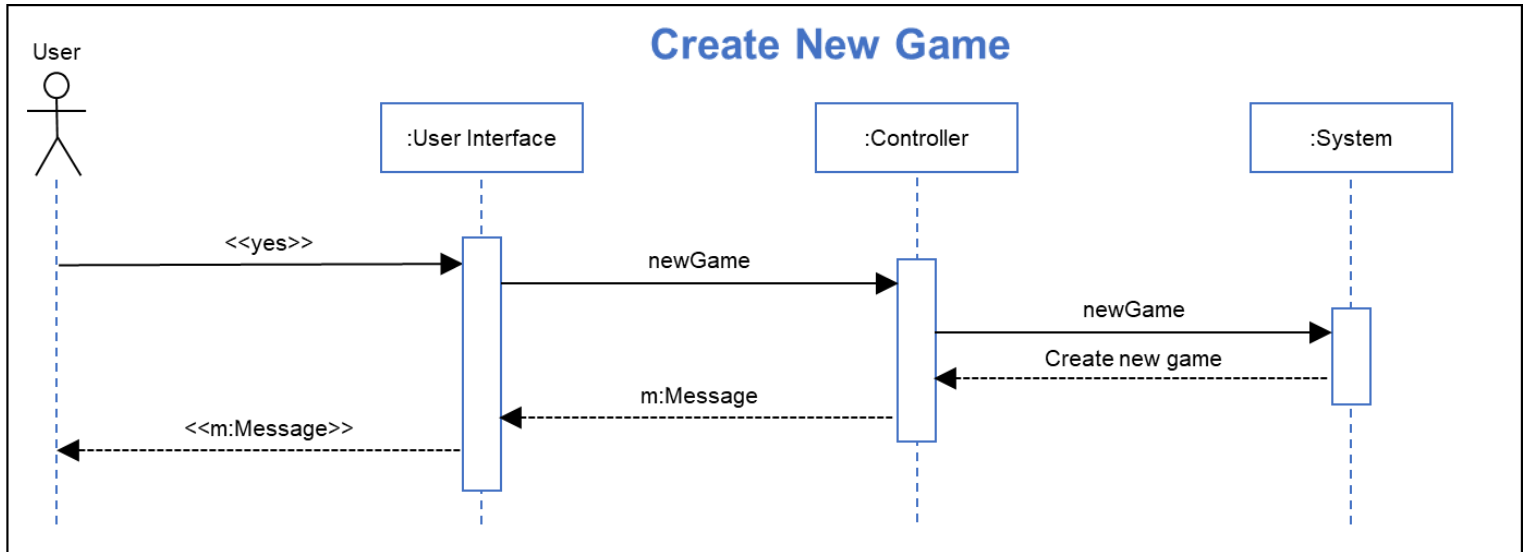 Create New Game
User
:User Interface
:Controller
:System
<<yes>>
newGame
newGame
Create new game
m:Message
<<m:Message>>